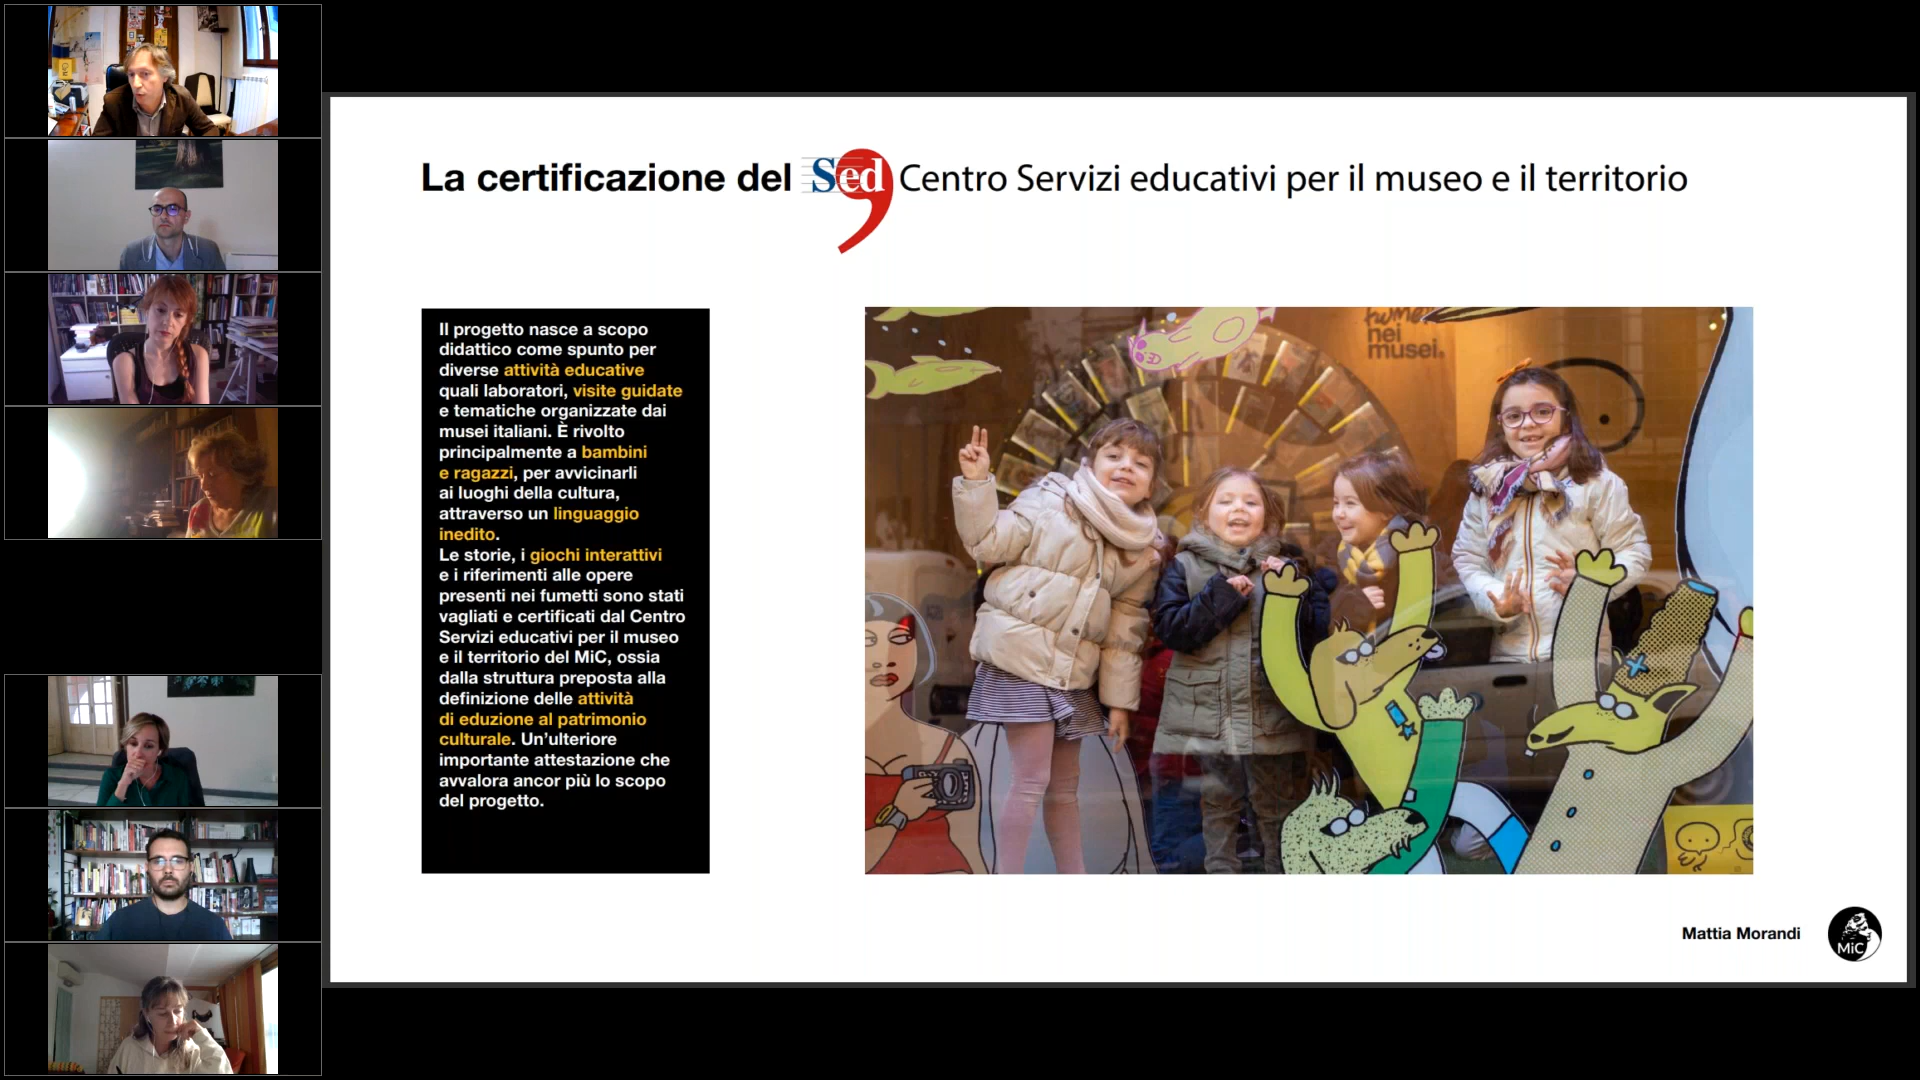 La certificazione del Sed Centro Servizi educativi per il museo e il territorio
Il progetto nasce a scopo
didattico come spunto per
diverse attività educative
quali laboratori, visite guidate
e tematiche organizzate dai
musei italiani. È rivolto
principalmente a bambini
e ragazzi, per avvicinarli
ai luoghi della cultura,
attraverso un linguaggio
inedito.
Le storie, i giochi interattivi
e i riferimenti alle opere
presenti nei fumetti sono stati
vagliati e certificati dal Centro
Servizi educativi per il museo
e il territorio del MiC, ossia
dalla struttura preposta alla
definizione delle attività
di eduzione al patrimonio
culturale. Un'ulteriore
importante attestazione che
avvalora ancor più lo scopo
del progetto.
nei
musei.
Mattia Morandi
MiC